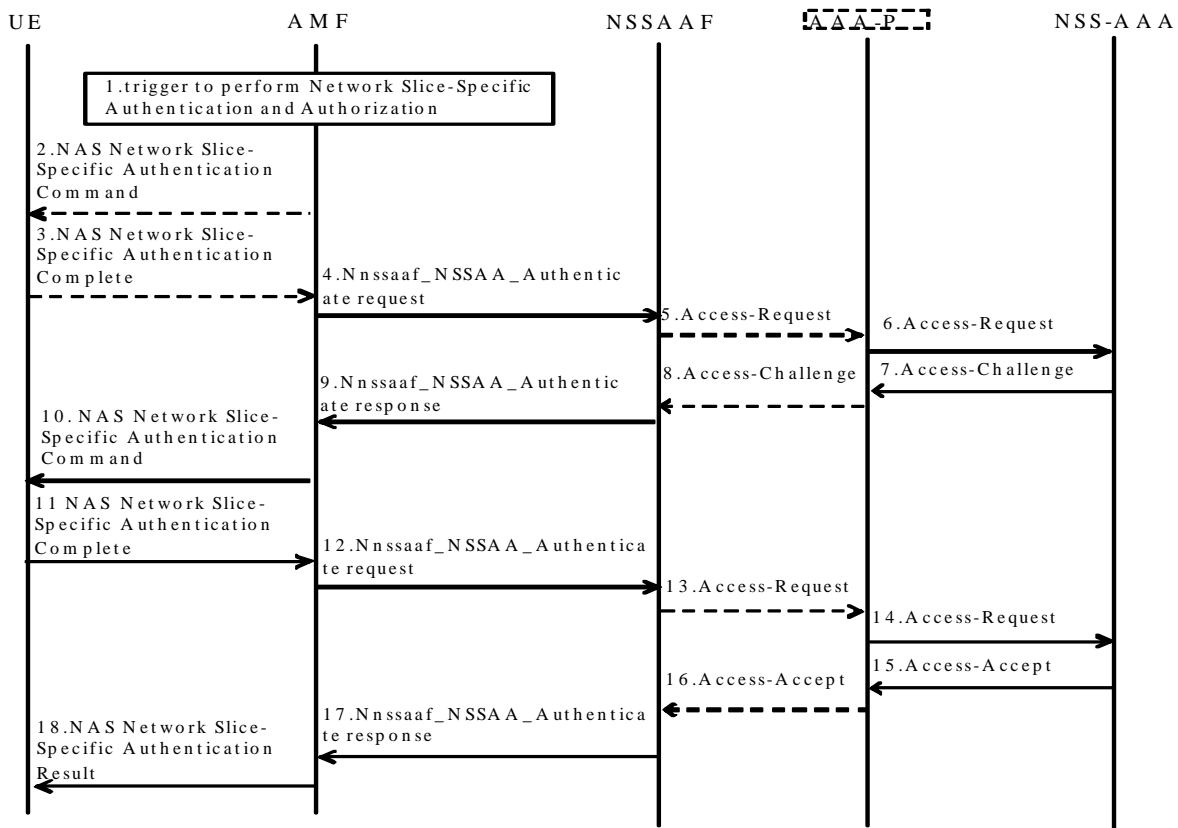 UE
AMF
NSSAAF
AAA-P
NSS-AAA
1.trigger to perform Network Slice-Specific
Authentication and Authorization
2.NAS Network Slice-
Specific Authentication
Command
3.NAS Network Slice-
Specific Authentication
Complete
4.Nnssaaf_NSSAA_Authentic
ate request
5.Access-Request
6.Access-Request
7.Access-Challenge
8.Access-Challenge
9.Nnssaaf_NSSAA_Authentic
ate response
10. NAS Network Slice-
Specific Authentication
Command
11 NAS Network Slice-
Specific Authentication
Complete
12.Nnssaaf_NSSAA_Authentica
te request
13.Access-Request
14.Access-Request
15.Access-Accept
16.Access-Accept
17.Nnssaaf_NSSAA_Authentica
te response
18.NAS Network Slice-
Specific Authentication
Result